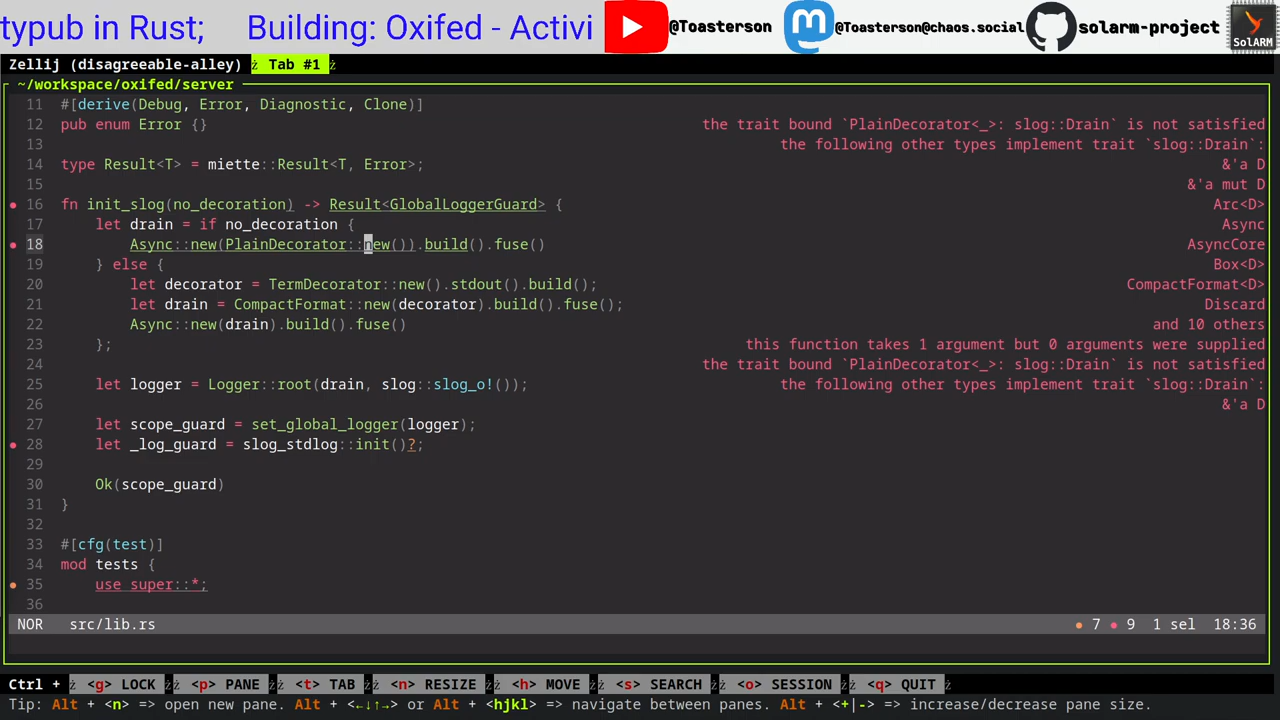 typub in Rust;     Building: Oxifed - Activi
@Toasterson
@Toasterson@chaos.social
solarm-project
SolARM
Zellij (disagreeable-alley)  Tab #1
~/workspace/oxifed/server
11 #[derive(Debug, Error, Diagnostic, Clone)]
12 pub enum Error {}    the trait bound `PlainDecorator<_>: slog::Drain` is not satisfied
13    the following other types implement trait `slog::Drain`:
14 type Result<T> = miette::Result<T, Error>;    &'a D
15    &'a mut D
16 fn init_slog(no_decoration) -> Result<GlobalLoggerGuard> {    Arc<D>
17     let drain = if no_decoration {    Async
18         Async::new(PlainDecorator::new()).build().fuse()    AsyncCore
19     } else {    Box<D>
20         let decorator = TermDecorator::new().stdout().build();    CompactFormat<D>
21         let drain = CompactFormat::new(decorator).build().fuse();    Discard
22         Async::new(drain).build().fuse()    and 10 others
23     };    this function takes 1 argument but 0 arguments were supplied
24    the trait bound `PlainDecorator<_>: slog::Drain` is not satisfied
25     let logger = Logger::root(drain, slog::slog_o!());    the following other types implement trait `slog::Drain`:
26    &'a D
27     let scope_guard = set_global_logger(logger);
28     let _log_guard = slog_stdlog::init()?;
29
30     Ok(scope_guard)
31 }
32
33 #[cfg(test)]
34 mod tests {
35     use super::*;
36
NOR   src/lib.rs    ● 7 ● 9  1 sel  18:36
Ctrl +  <g> LOCK  <p> PANE  <t> TAB  <n> RESIZE  <h> MOVE  <s> SEARCH  <o> SESSION  <q> QUIT
Tip: Alt + <n> => open new pane. Alt + <←↓↑→> or Alt + <hjkl> => navigate between panes. Alt + <+|-> => increase/decrease pane size.